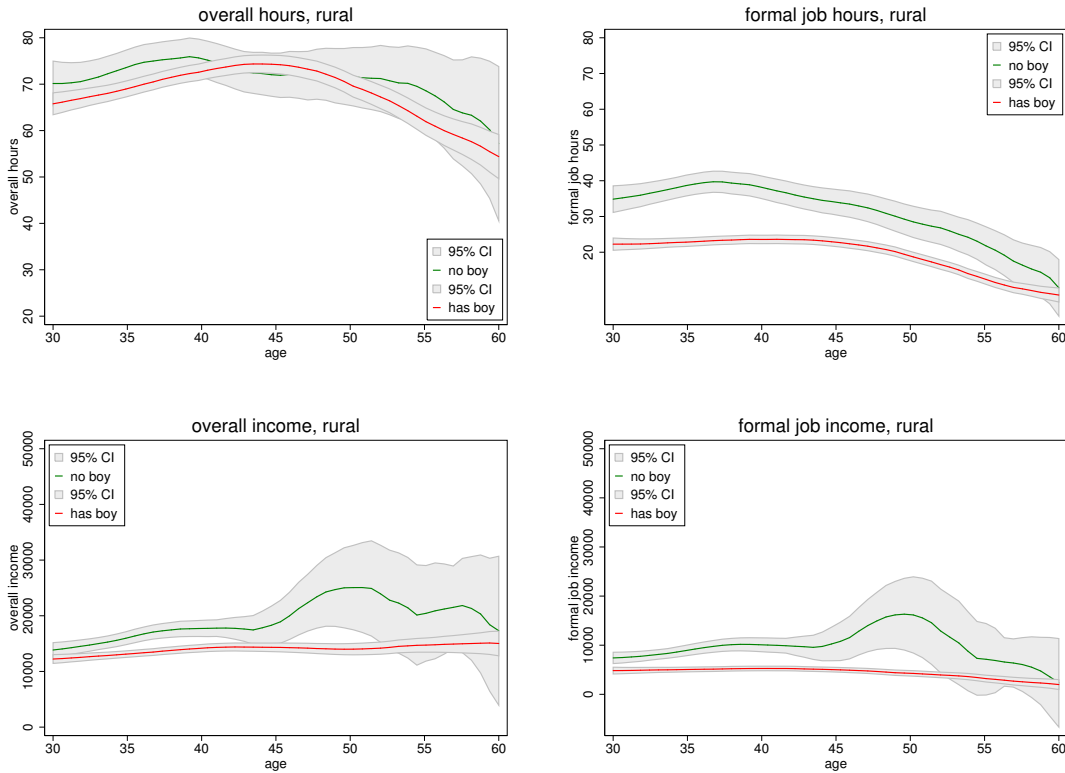 overall hours, rural
overall hours
80
70
60
50
40
30
20
95% CI
no boy
95% CI
has boy
30 35 40 45 50 55 60
age
formal job hours, rural
formal job hours
80
70
60
50
40
30
20
95% CI
no boy
95% CI
has boy
30 35 40 45 50 55 60
age
overall income, rural
overall income
50000
40000
30000
20000
10000
0
95% CI
no boy
95% CI
has boy
30 35 40 45 50 55 60
age
formal job income, rural
formal job income
50000
40000
30000
20000
10000
0
95% CI
no boy
95% CI
has boy
30 35 40 45 50 55 60
age